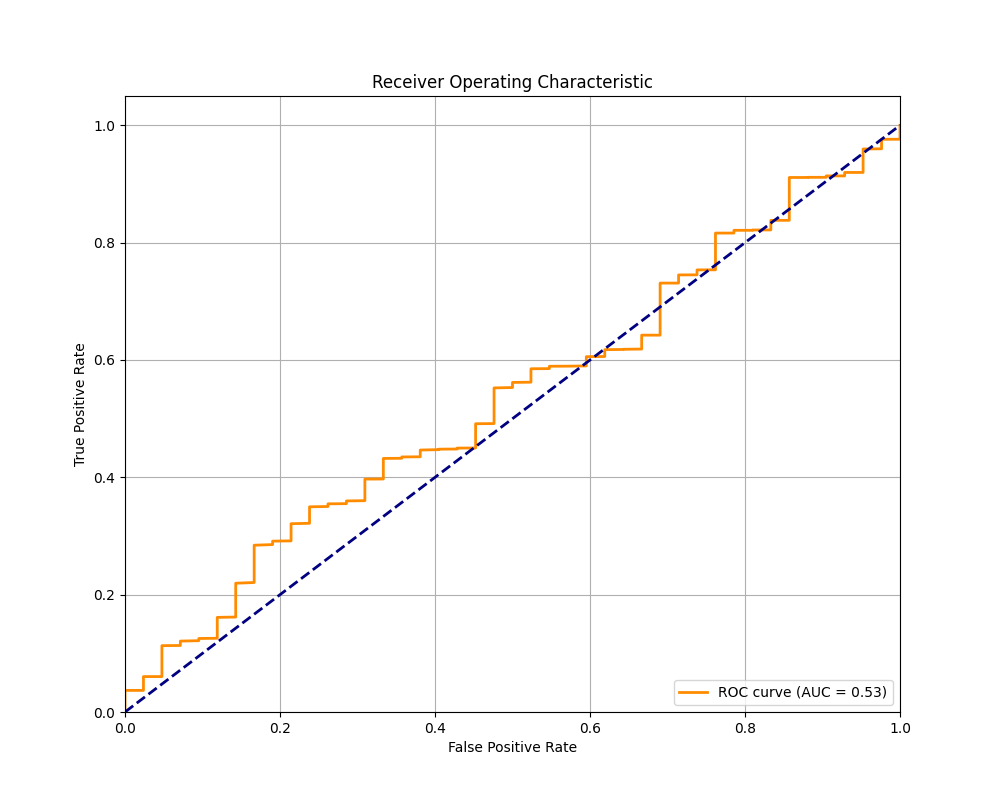 Receiver Operating Characteristic
True Positive Rate
1.0
0.8
0.6
0.4
0.2
0.0
ROC curve (AUC = 0.53)
0.0 0.2 0.4 0.6 0.8 1.0
False Positive Rate